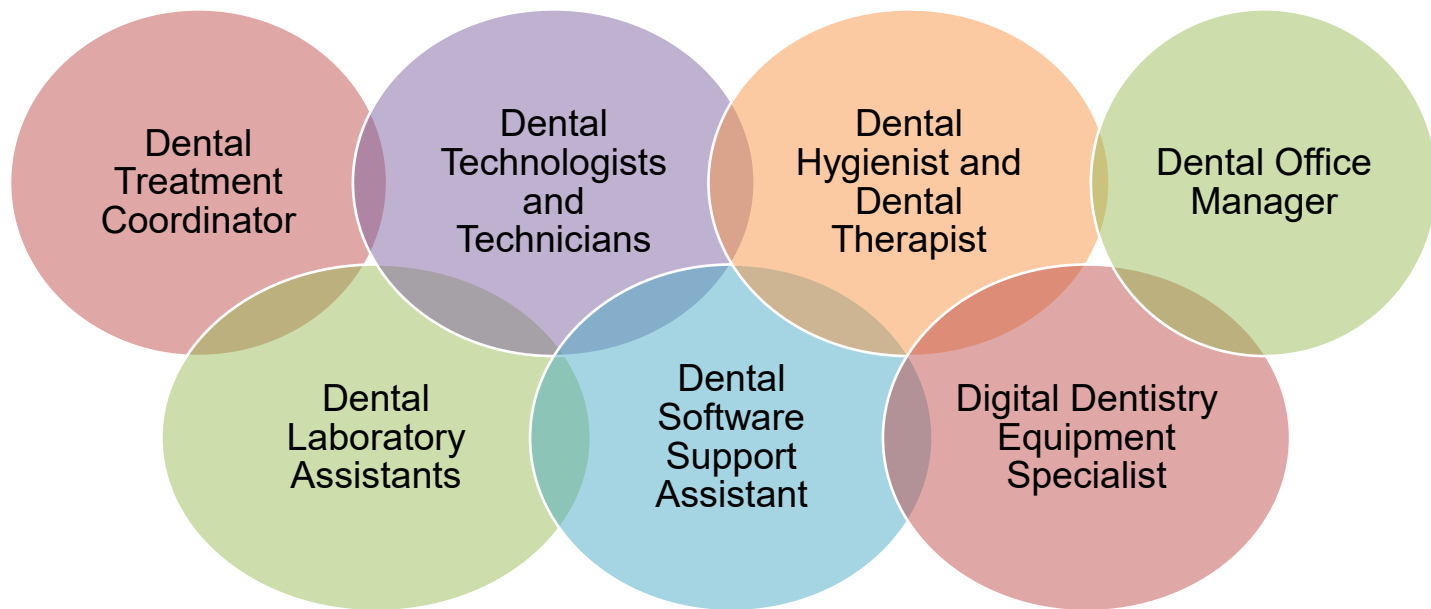 Dental
Treatment
Coordinator
Dental
Technologists
and
Technicians
Dental
Hygienist and
Dental
Therapist
Dental Office
Manager
Dental
Laboratory
Assistants
Dental
Software
Support
Assistant
Digital Dentistry
Equipment
Specialist